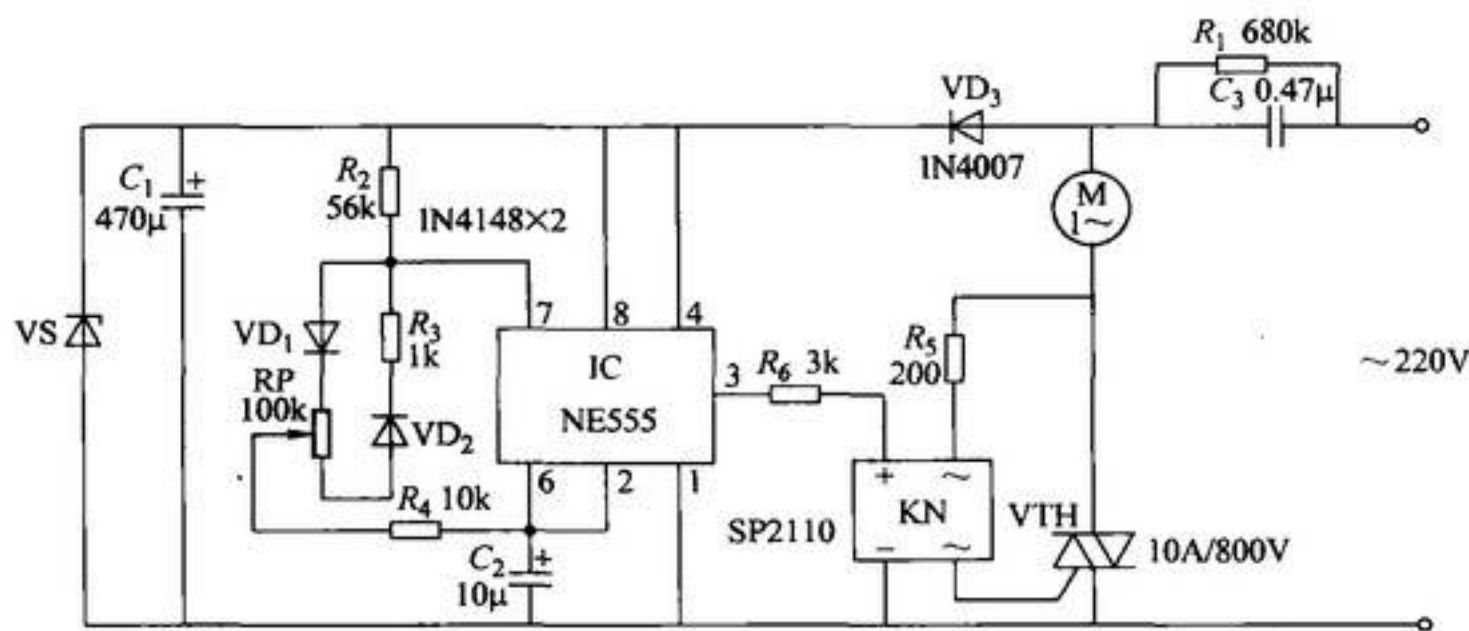 R₁ 680k
C₃ 0.47μ
VD₃
1N4007
C₁ +
470μ
R₂
56k
1N4148×2
M
1~
VS
VD₁
R₃
1k
7 8 4
IC
NE555
3
R₆ 3k
R₅
200
~220V
RP
100k
VD₂
6 2 1
R₄ 10k
C₂ +
10μ
SP2110
+ ~
KN
- ~
VTH
10A/800V